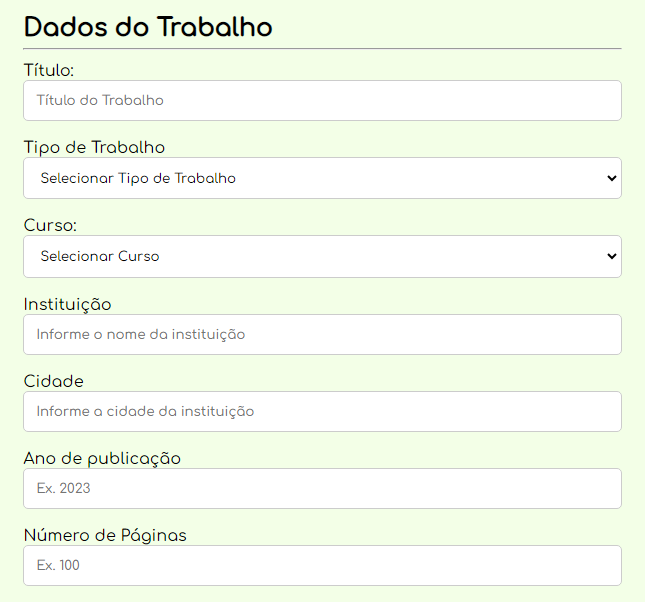 Dados do Trabalho
Título:
Título do Trabalho
Tipo de Trabalho
Selecionar Tipo de Trabalho
Curso:
Selecionar Curso
Instituição
Informe o nome da instituição
Cidade
Informe a cidade da instituição
Ano de publicação
Ex. 2023
Número de Páginas
Ex. 100